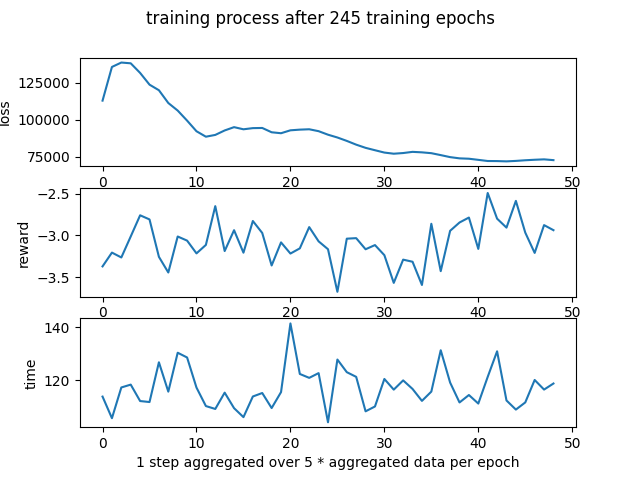 training process after 245 training epochs
125000
100000
75000
loss
0 10 20 30 40 50
−2.5
−3.0
−3.5
reward
0 10 20 30 40 50
140
120
time
0 10 20 30 40 50
1 step aggregated over 5 * aggregated data per epoch